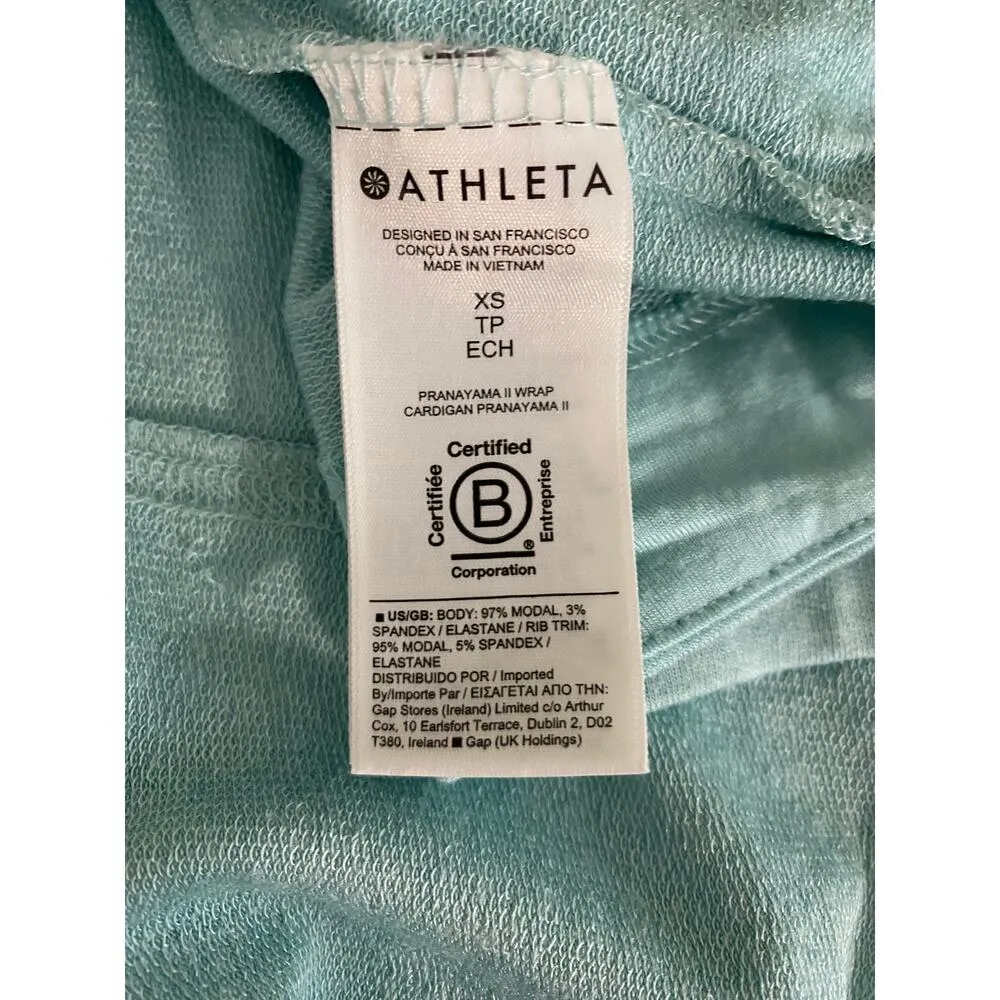 ATHLETA
DESIGNED IN SAN FRANCISCO
CONÇU À SAN FRANCISCO
MADE IN VIETNAM
XS
TP
ECH
PRANAYAMA II WRAP
CARDIGAN PRANAYAMA II
Certified
Certifiée
B
Entreprise
®
Corporation
■ US/GB: BODY: 97% MODAL, 3%
SPANDEX / ELASTANE / RIB TRIM:
95% MODAL, 5% SPANDEX /
ELASTANE
DISTRIBUIDO POR / Imported
By/Importe Par / ΕΙΣΑΓΕΤΑΙ ΑΠΟ ΤΗΝ:
Gap Stores (Ireland) Limited c/o Arthur
Cox, 10 Earlsfort Terrace, Dublin 2, D02
T380, Ireland ■ Gap (UK Holdings)